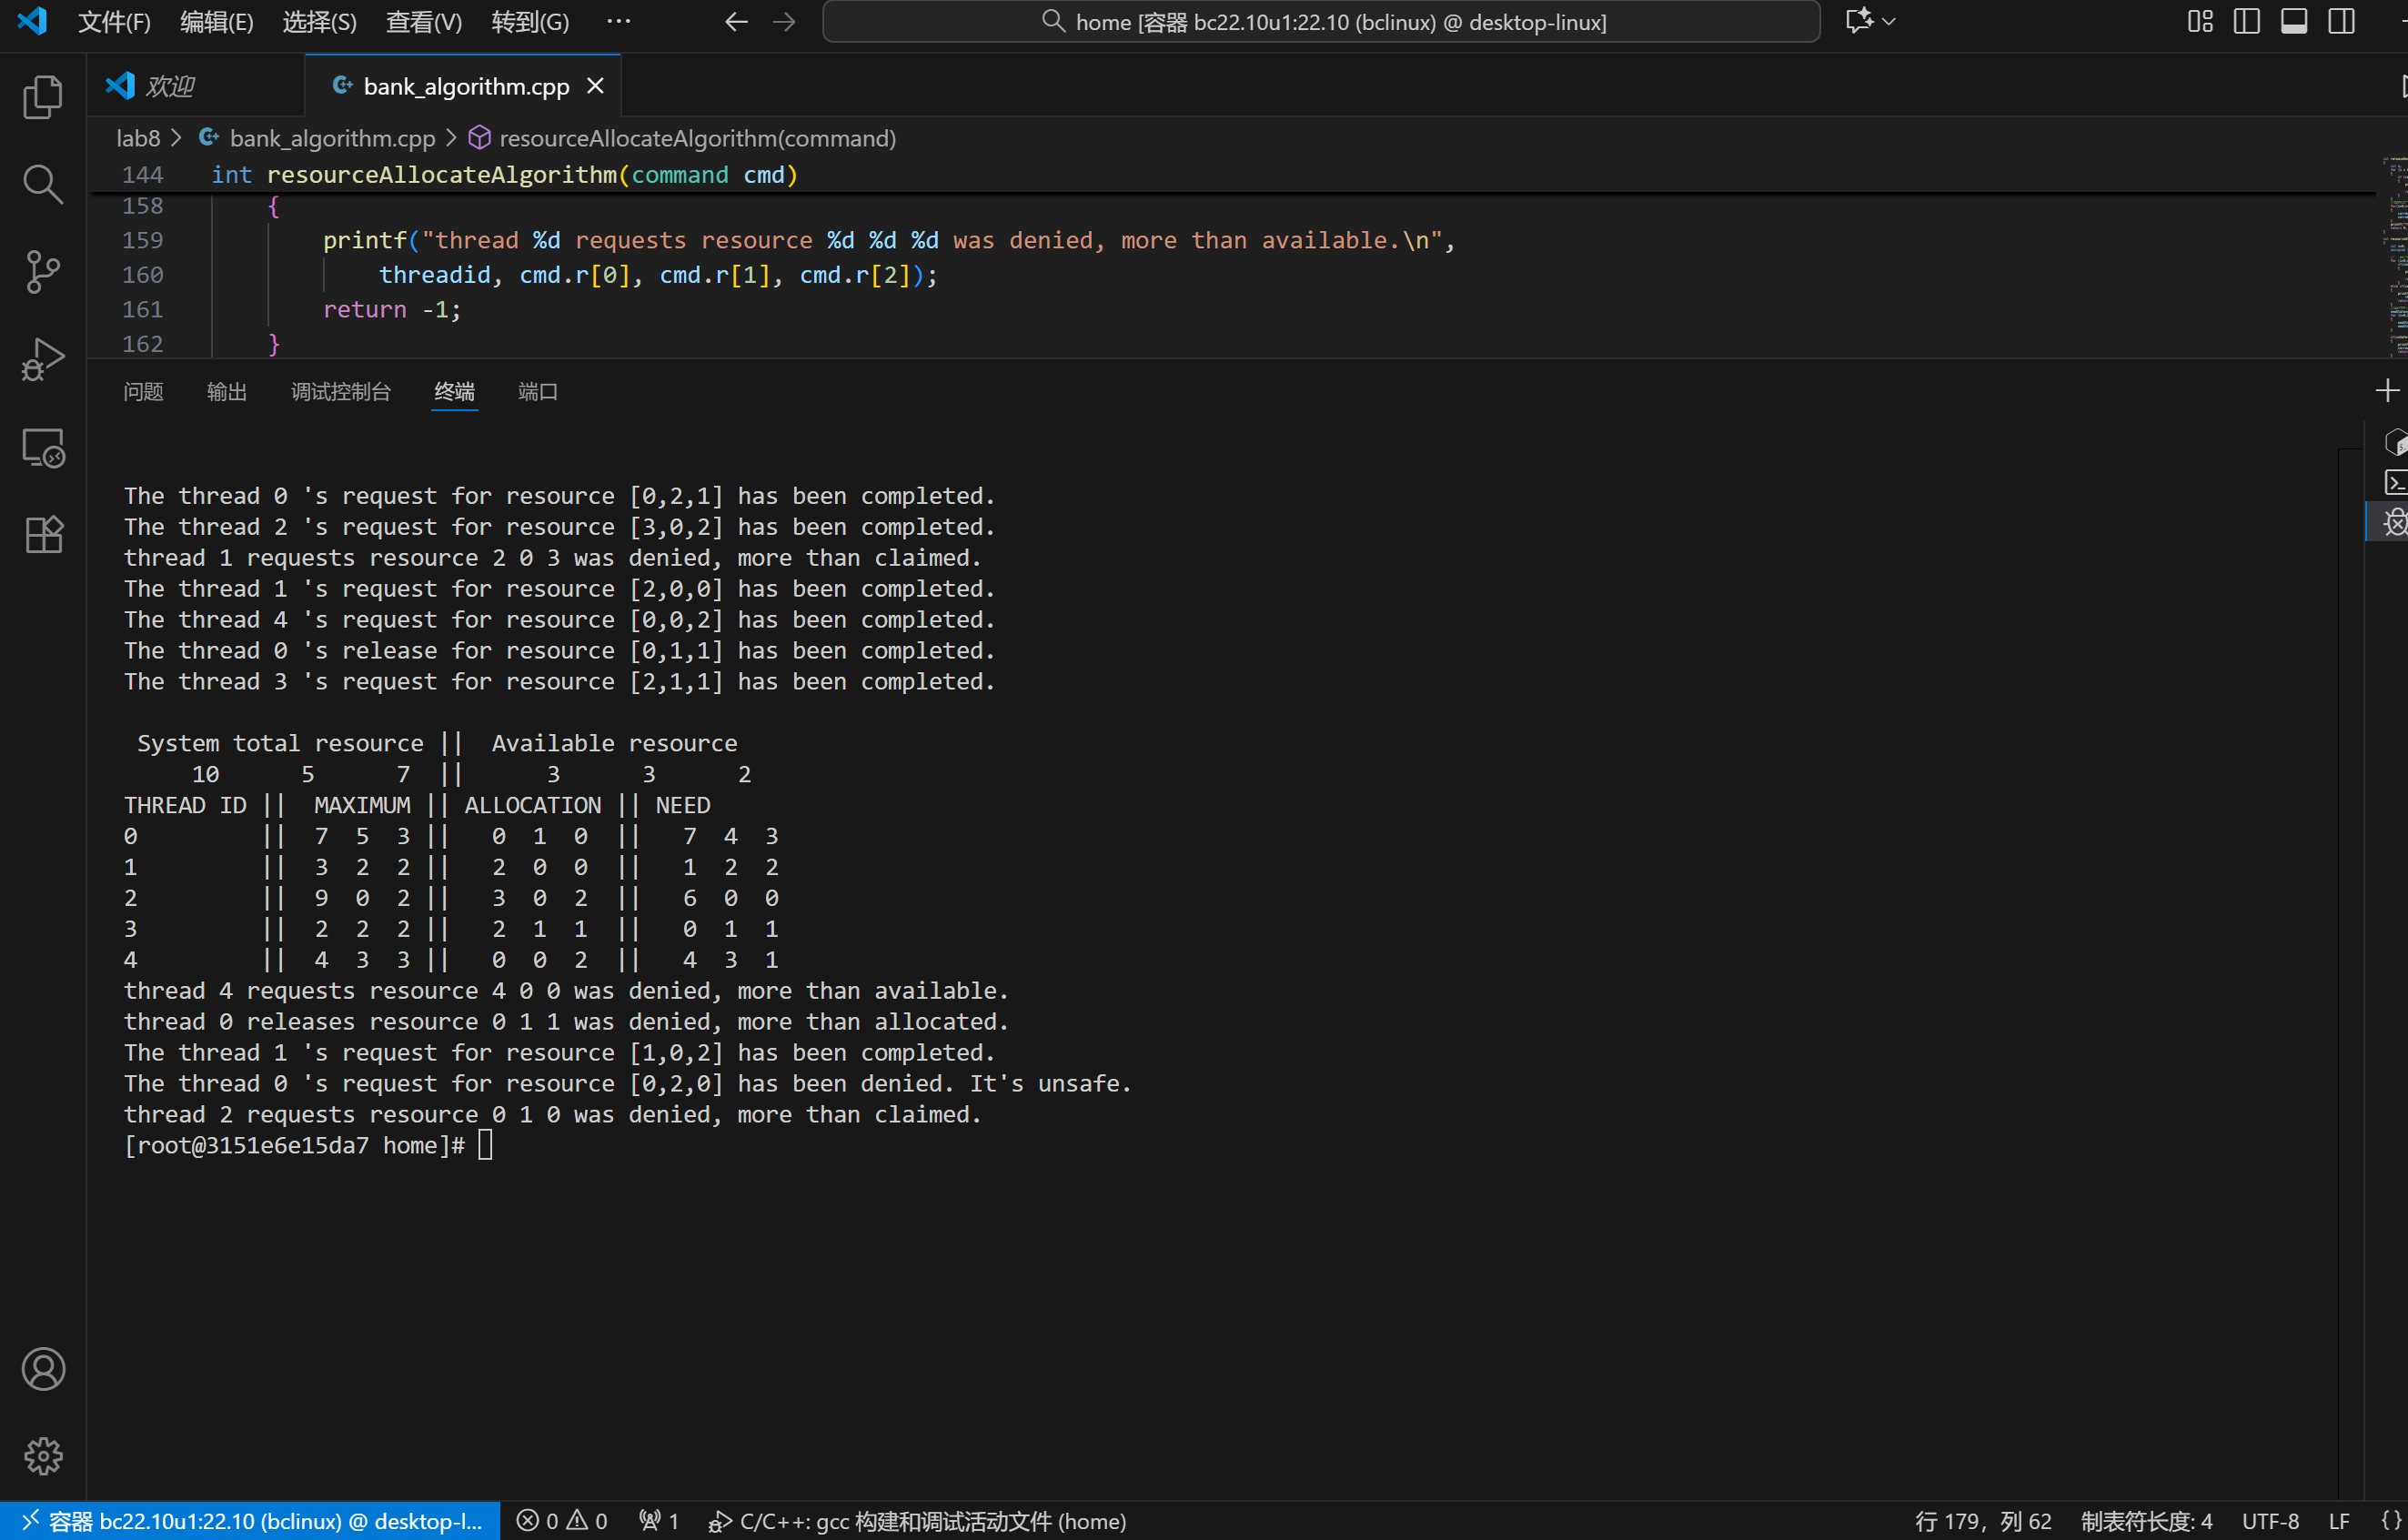 文件(F) 编辑(E) 选择(S) 查看(V) 转到(G) ··· home [容器 bc22.10u1:22.10 (bclinux) @ desktop-linux]
欢迎 bank_algorithm.cpp
lab8 > bank_algorithm.cpp > resourceAllocateAlgorithm(command)
144 int resourceAllocateAlgorithm(command cmd)
158 {
159 printf("thread %d requests resource %d %d %d was denied, more than available.\n",
160 threadid, cmd.r[0], cmd.r[1], cmd.r[2]);
161 return -1;
162 }
问题 输出 调试控制台 终端 端口
The thread 0 's request for resource [0,2,1] has been completed.
The thread 2 's request for resource [3,0,2] has been completed.
thread 1 requests resource 2 0 3 was denied, more than claimed.
The thread 1 's request for resource [2,0,0] has been completed.
The thread 4 's request for resource [0,0,2] has been completed.
The thread 0 's release for resource [0,1,1] has been completed.
The thread 3 's request for resource [2,1,1] has been completed.
System total resource || Available resource
10 5 7 || 3 3 2
THREAD ID || MAXIMUM || ALLOCATION || NEED
0 || 7 5 3 || 0 1 0 || 7 4 3
1 || 3 2 2 || 2 0 0 || 1 2 2
2 || 9 0 2 || 3 0 2 || 6 0 0
3 || 2 2 2 || 2 1 1 || 0 1 1
4 || 4 3 3 || 0 0 2 || 4 3 1
thread 4 requests resource 4 0 0 was denied, more than available.
thread 0 releases resource 0 1 1 was denied, more than allocated.
The thread 1 's request for resource [1,0,2] has been completed.
The thread 0 's request for resource [0,2,0] has been denied. It's unsafe.
thread 2 requests resource 0 1 0 was denied, more than claimed.
[root@3151e6e15da7 home]#
容器 bc22.10u1:22.10 (bclinux) @ desktop-l... 0 0 1 C/C++: gcc 构建和调试活动文件 (home) 行 179，列 62 制表符长度: 4 UTF-8 LF {}